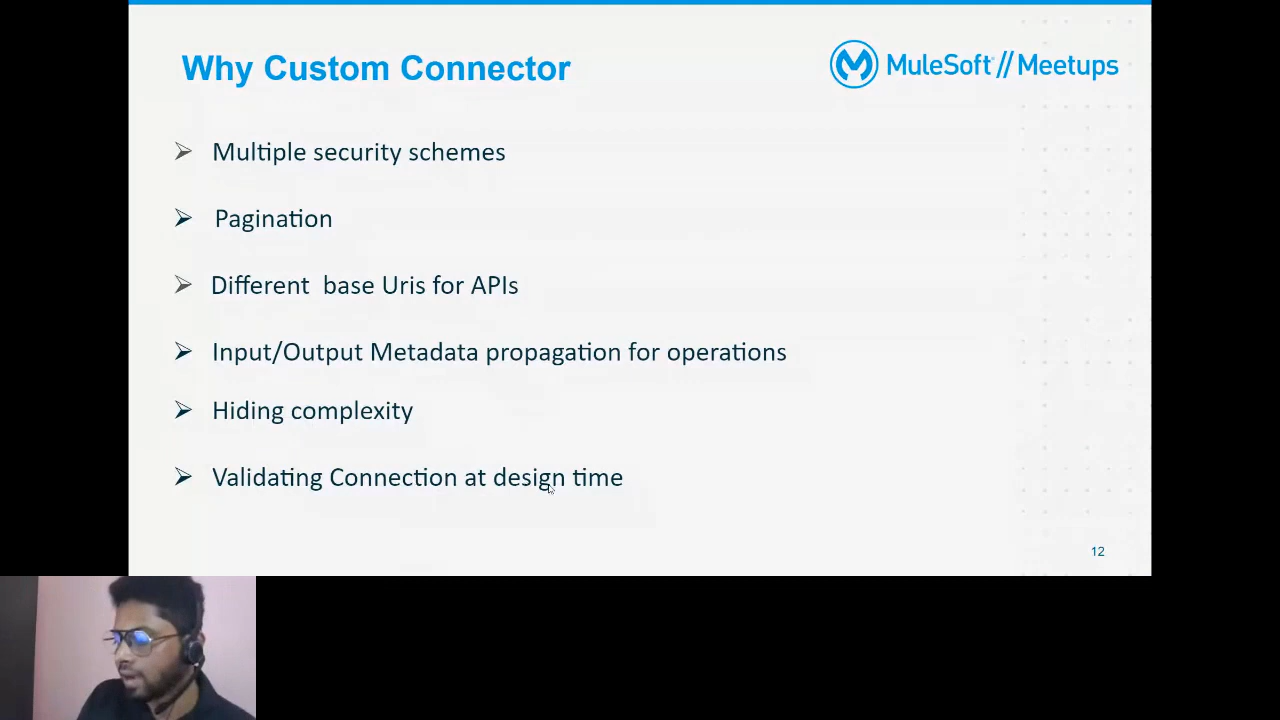 Why Custom Connector
MuleSoft // Meetups
Multiple security schemes
Pagination
Different base Uris for APIs
Input/Output Metadata propagation for operations
Hiding complexity
Validating Connection at design time
12